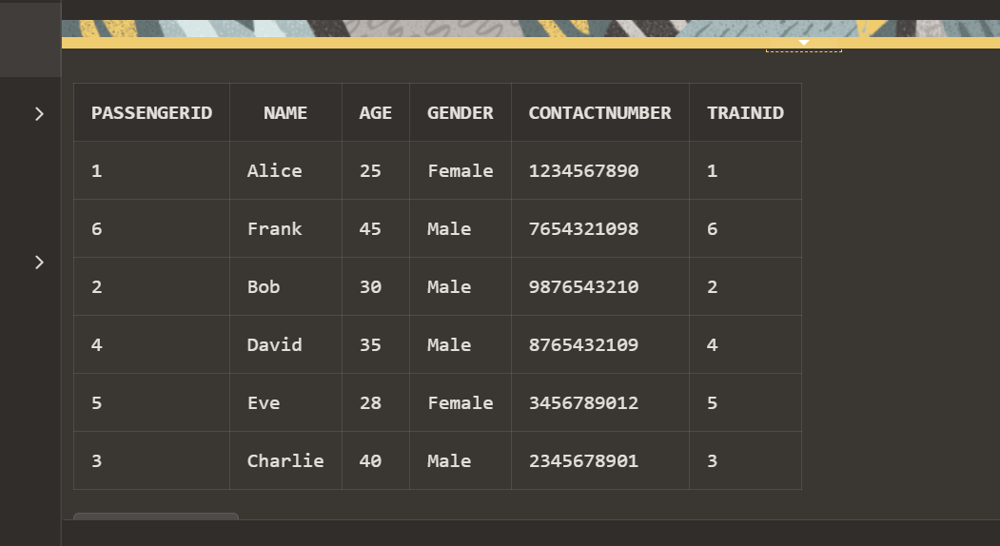 PASSENGERID NAME AGE GENDER CONTACTNUMBER TRAINID
1 Alice 25 Female 1234567890 1
6 Frank 45 Male 7654321098 6
2 Bob 30 Male 9876543210 2
4 David 35 Male 8765432109 4
5 Eve 28 Female 3456789012 5
3 Charlie 40 Male 2345678901 3